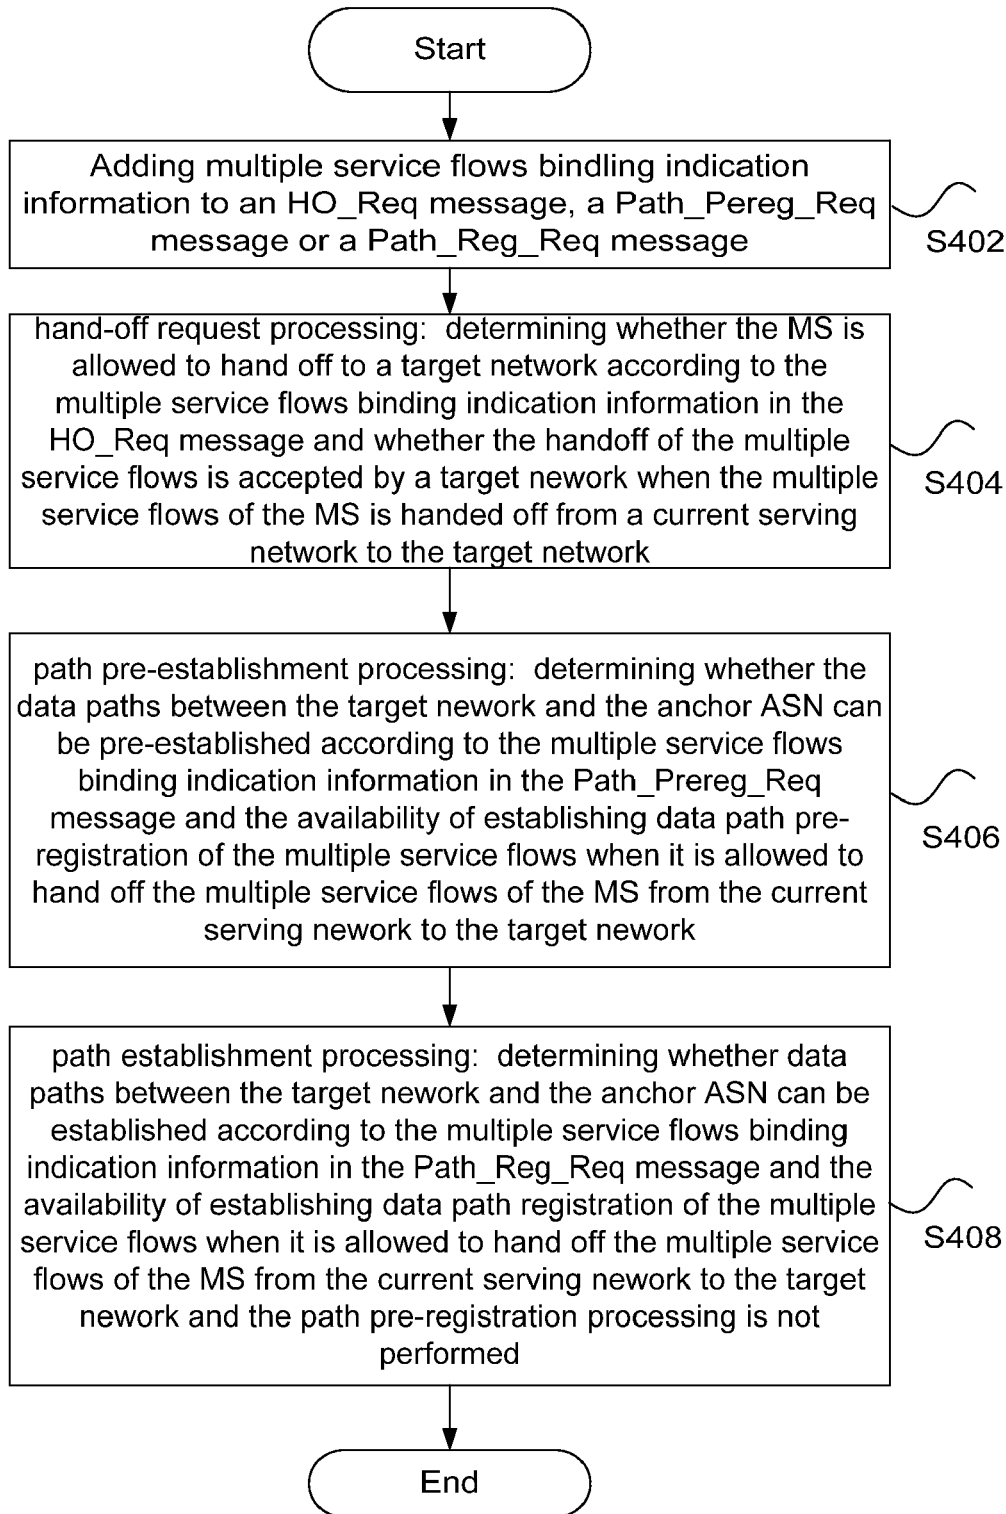 Start
Adding multiple service flows bindling indication
information to an HO_Req message, a Path_Pereg_Req
message or a Path_Reg_Req message
S402
hand-off request processing: determining whether the MS is
allowed to hand off to a target network according to the
multiple service flows binding indication information in the
HO_Req message and whether the handoff of the multiple
service flows is accepted by a target nework when the multiple
service flows of the MS is handed off from a current serving
network to the target network
S404
path pre-establishment processing: determining whether the
data paths between the target nework and the anchor ASN can
be pre-established according to the multiple service flows
binding indication information in the Path_Prereg_Req
message and the availability of establishing data path pre-
registration of the multiple service flows when it is allowed to
hand off the multiple service flows of the MS from the current
serving nework to the target nework
S406
path establishment processing: determining whether data
paths between the target nework and the anchor ASN can be
established according to the multiple service flows binding
indication information in the Path_Reg_Req message and the
availability of establishing data path registration of the multiple
service flows when it is allowed to hand off the multiple service
flows of the MS from the current serving nework to the target
nework and the path pre-registration processing is not
performed
S408
End